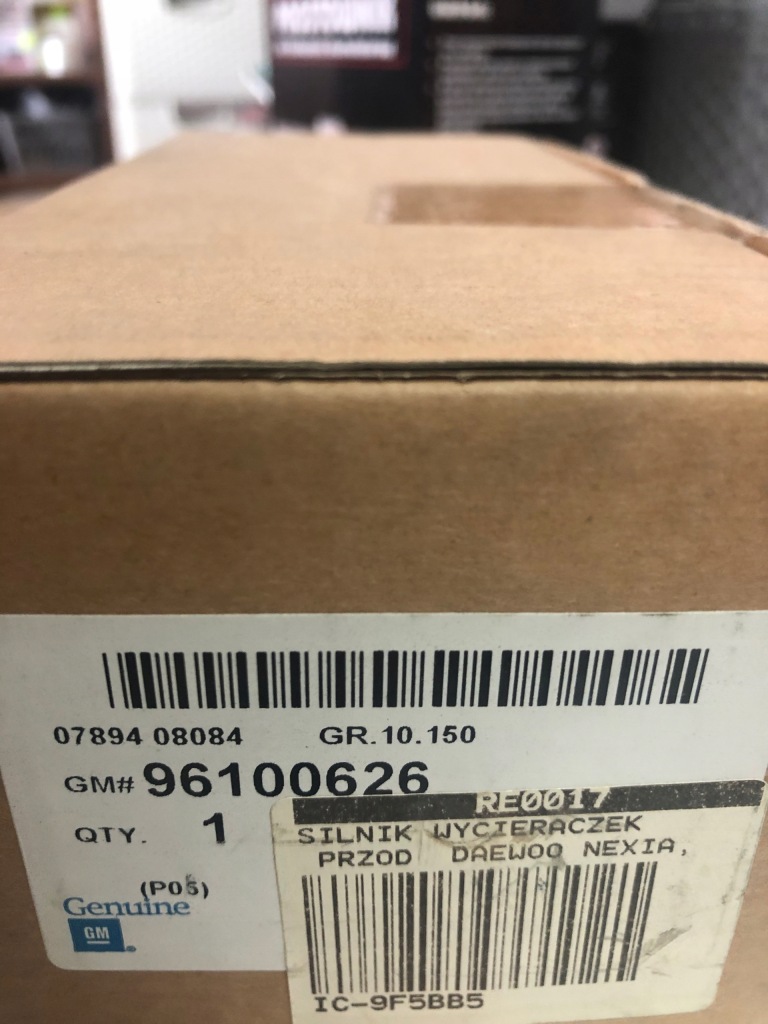 07894 08084 GR.10.150
GM# 96100626
QTY. 1
(P05)
Genuine
GM
RE0017
SILNIK WYCIERACZEK
PRZOD DAEWOO NEXIA,
IC-9F5BB5